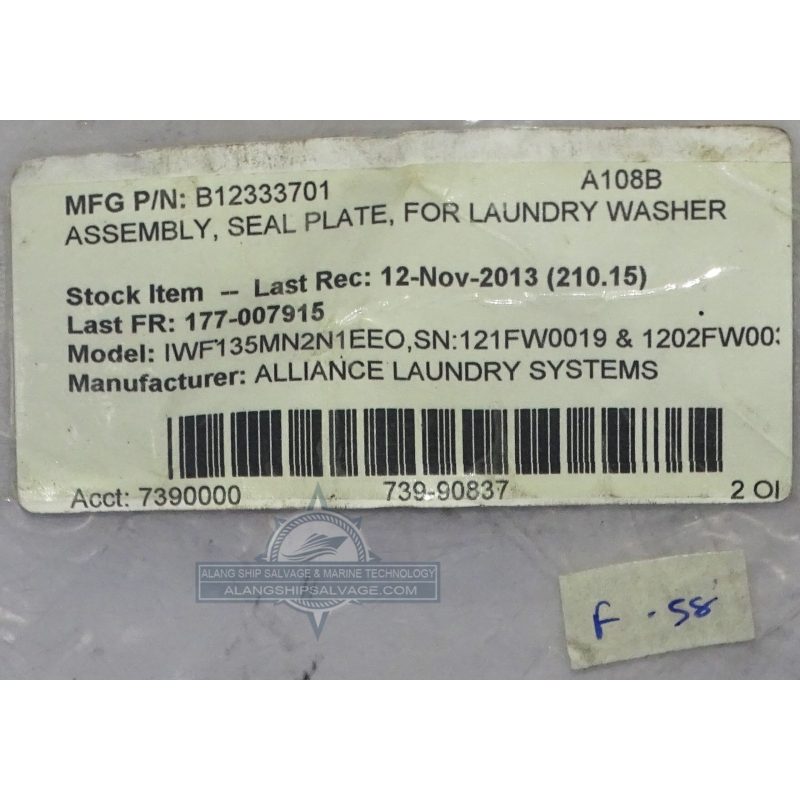 MFG P/N: B12333701 A108B
ASSEMBLY, SEAL PLATE, FOR LAUNDRY WASHER
Stock Item -- Last Rec: 12-Nov-2013 (210.15)
Last FR: 177-007915
Model: IWF135MN2N1EEO,SN:121FW0019 & 1202FW00
Manufacturer: ALLIANCE LAUNDRY SYSTEMS
Acct: 7390000 739-90837 2 O
ALANG SHIP SALVAGE & MARINE TECHNOLOGY
ALANGSHIPSALVAGE.COM
F-58